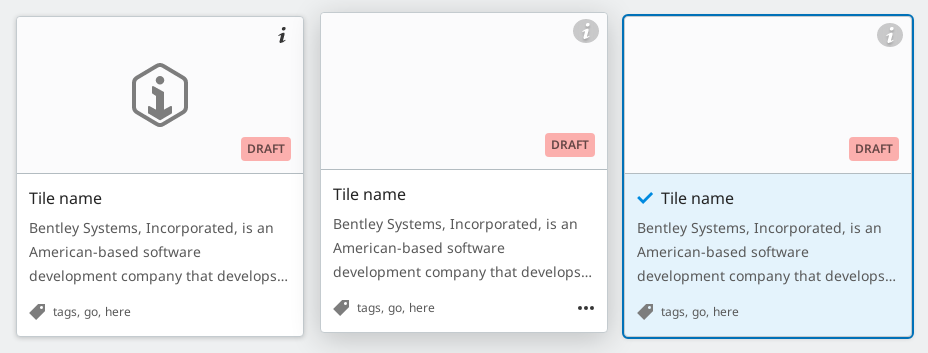 DRAFT
Tile name
Bentley Systems, Incorporated, is an
American-based software
development company that develops...
tags, go, here
DRAFT
Tile name
Bentley Systems, Incorporated, is an
American-based software
development company that develops...
tags, go, here
DRAFT
Tile name
Bentley Systems, Incorporated, is an
American-based software
development company that develops...
tags, go, here